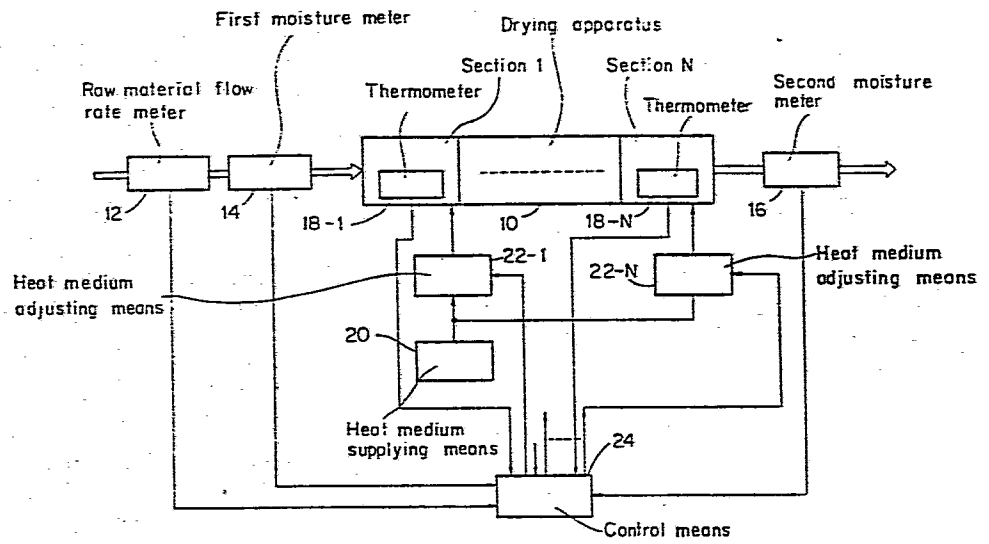 First moisture meter
Drying apparatus
Section 1
Section N
Second moisture
meter
Raw material flow
rate meter
Thermometer
Thermometer
12
14
18-1
10
18-N
16
22-1
22-N
Heat medium
adjusting means
Heat medium
adjusting means
20
Heat medium
supplying means
24
Control means